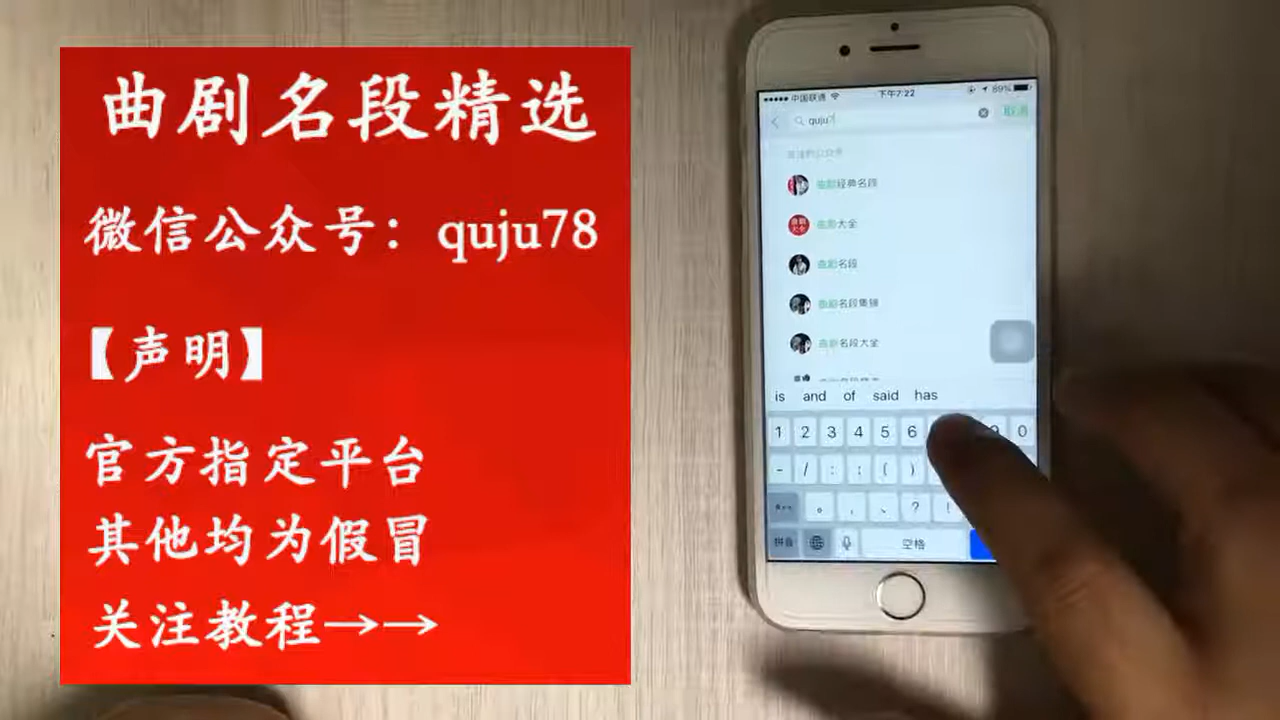 曲剧名段精选
微信公众号：quju78
【声明】
官方指定平台
其他均为假冒
关注教程→→
中国联通 下午7:22 89%
quju7 取消
曲剧经典名段
曲剧大全
曲剧名段
曲剧名段集锦
曲剧名段大全
is and of said has
1 2 3 4 5 6 9 0
- / : ; ( )
。 , 、 ? !
拼音 空格